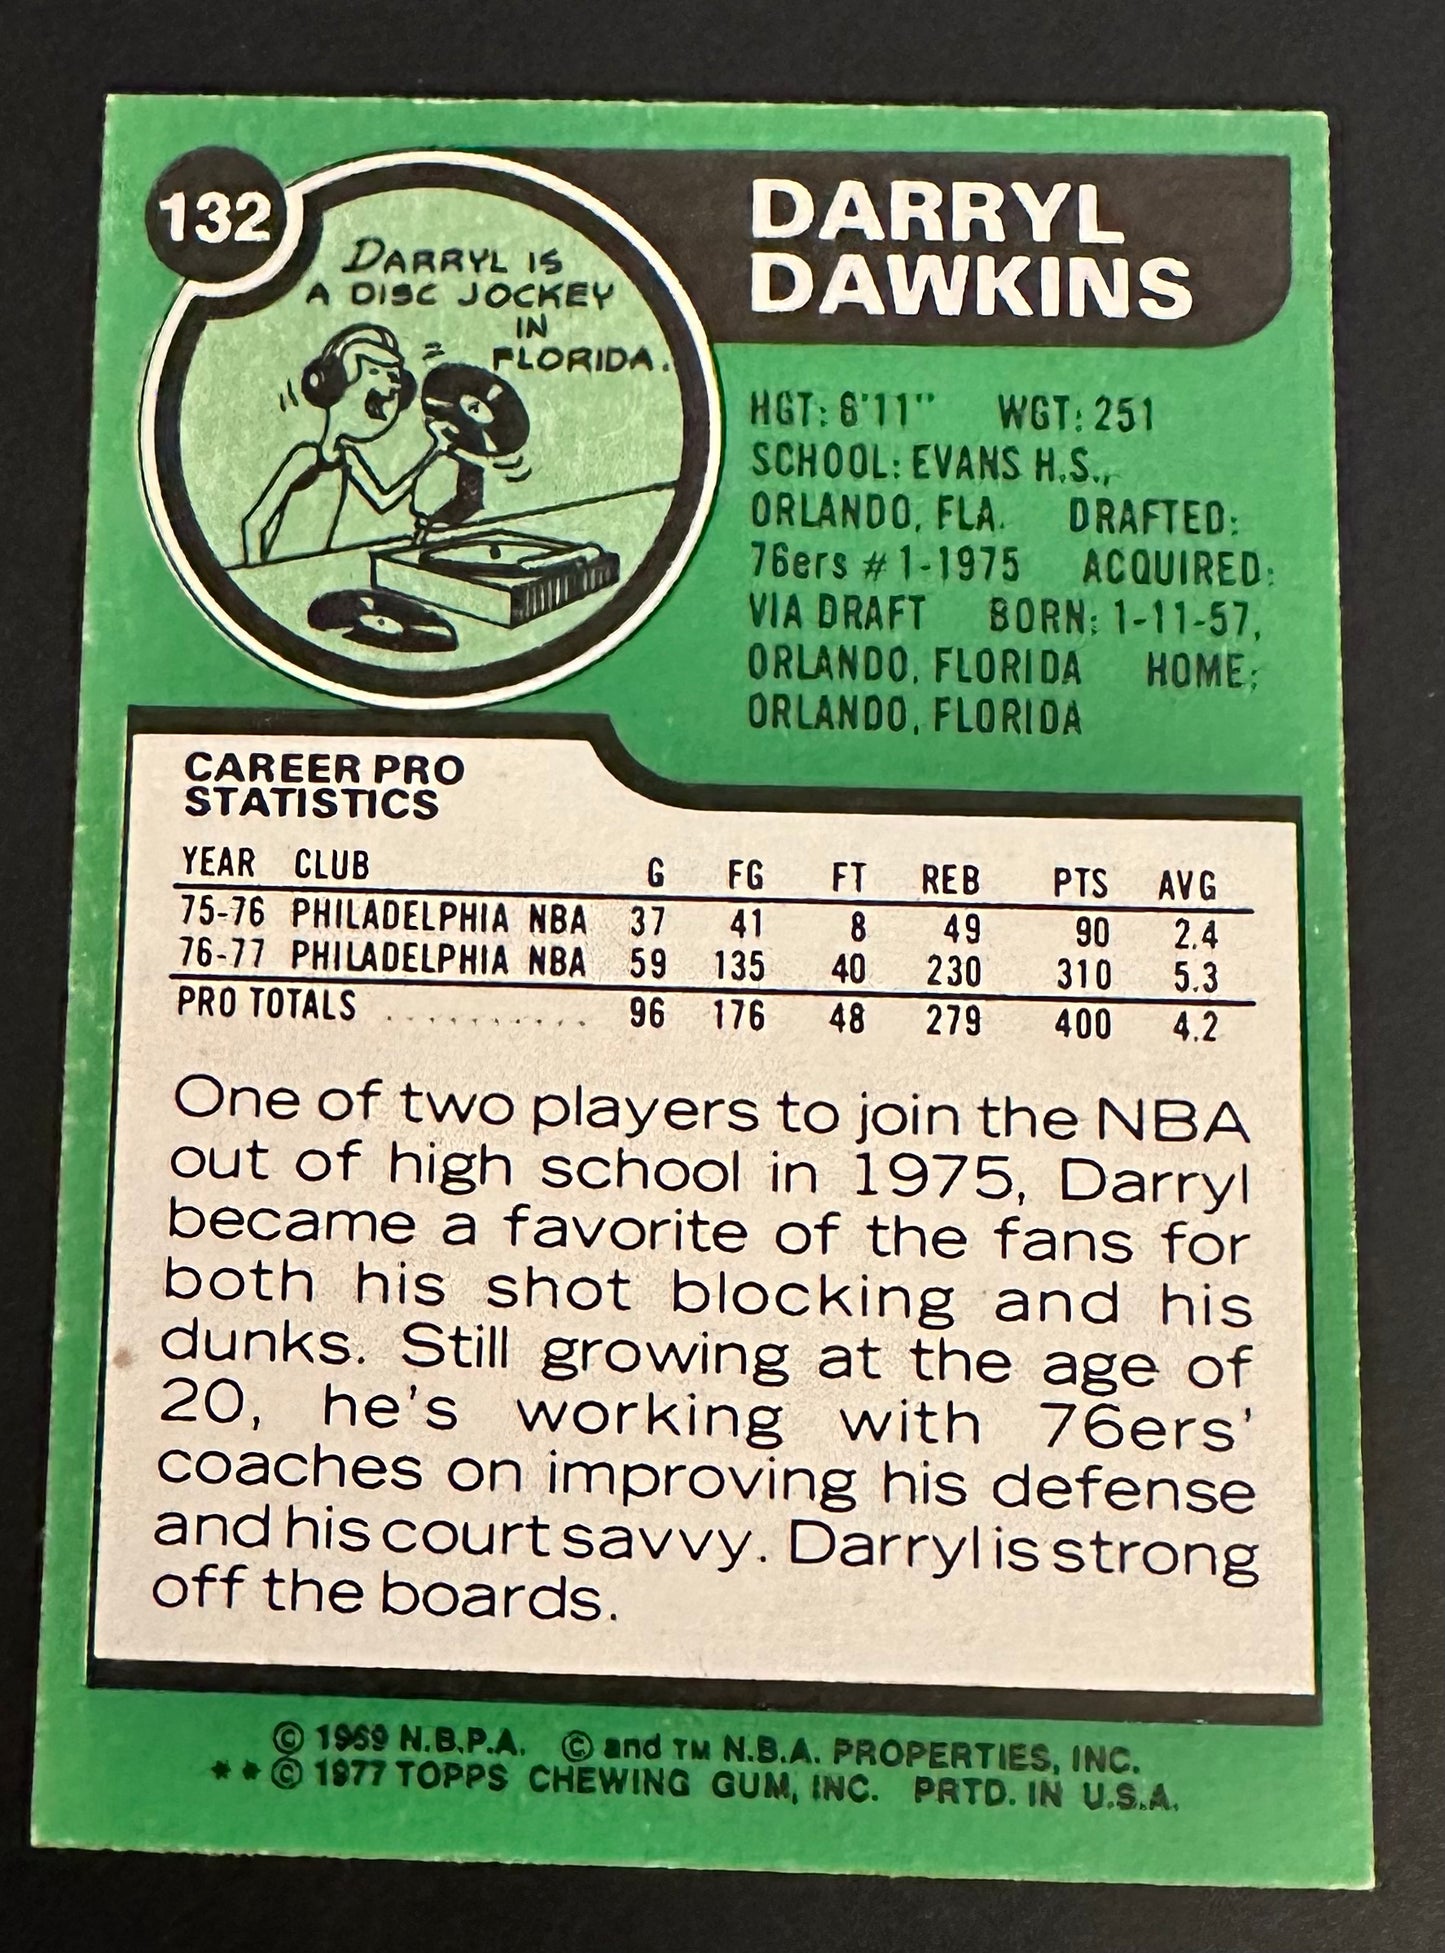 132
DARRYL IS
A DISC JOCKEY
IN
FLORIDA.
DARRYL
DAWKINS
HGT: 6'11" WGT: 251
SCHOOL: EVANS H.S.,
ORLANDO, FLA. DRAFTED:
76ers #1-1975 ACQUIRED:
VIA DRAFT BORN: 1-11-57,
ORLANDO, FLORIDA HOME:
ORLANDO, FLORIDA
CAREER PRO
STATISTICS
YEAR CLUB G FG FT REB PTS AVG
75-76 PHILADELPHIA NBA 37 41 8 49 90 2.4
76-77 PHILADELPHIA NBA 59 135 40 230 310 5.3
PRO TOTALS ........... 96 176 48 279 400 4.2
One of two players to join the NBA
out of high school in 1975, Darryl
became a favorite of the fans for
both his shot blocking and his
dunks. Still growing at the age of
20, he's working with 76ers'
coaches on improving his defense
and his court savvy. Darryl is strong
off the boards.
© 1969 N.B.P.A. © and TM N.B.A. PROPERTIES, INC.
**© 1977 TOPPS CHEWING GUM, INC. PRTD. IN U.S.A.